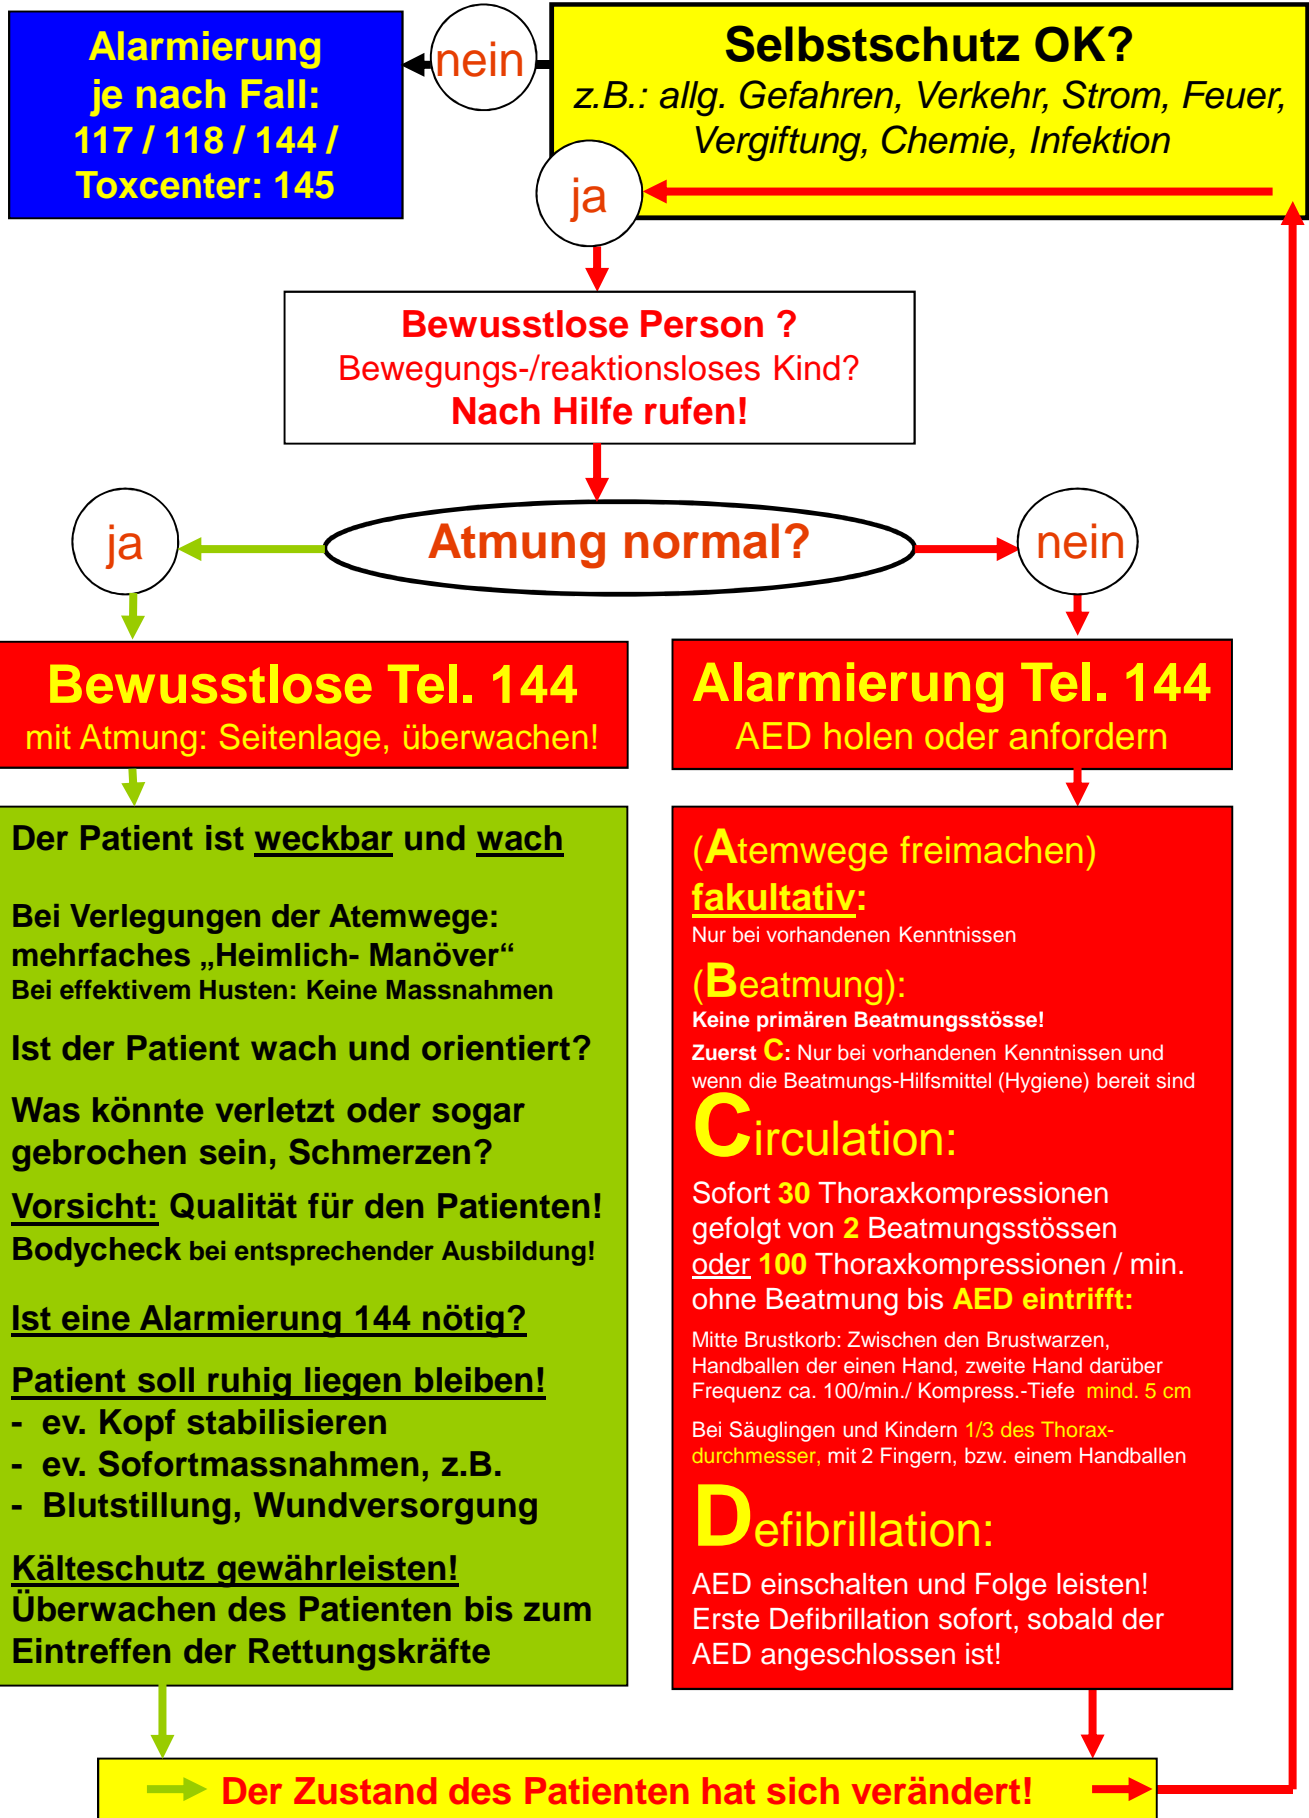 Alarmierung
je nach Fall:
117 / 118 / 144 /
Toxcenter: 145
nein
Selbstschutz OK?
z.B.: allg. Gefahren, Verkehr, Strom, Feuer,
Vergiftung, Chemie, Infektion
ja
Bewusstlose Person ?
Bewegungs-/reaktionsloses Kind?
Nach Hilfe rufen!
ja
Atmung normal?
nein
Bewusstlose Tel. 144
mit Atmung: Seitenlage, überwachen!
Alarmierung Tel. 144
AED holen oder anfordern
Der Patient ist weckbar und wach
Bei Verlegungen der Atemwege:
mehrfaches „Heimlich- Manöver“
Bei effektivem Husten: Keine Massnahmen
Ist der Patient wach und orientiert?
Was könnte verletzt oder sogar
gebrochen sein, Schmerzen?
Vorsicht: Qualität für den Patienten!
Bodycheck bei entsprechender Ausbildung!
Ist eine Alarmierung 144 nötig?
Patient soll ruhig liegen bleiben!
- ev. Kopf stabilisieren
- ev. Sofortmassnahmen, z.B.
- Blutstillung, Wundversorgung
Kälteschutz gewährleisten!
Überwachen des Patienten bis zum
Eintreffen der Rettungskräfte
(Atemwege freimachen)
fakultativ:
Nur bei vorhandenen Kenntnissen
(Beatmung):
Keine primären Beatmungsstösse!
Zuerst C: Nur bei vorhandenen Kenntnissen und
wenn die Beatmungs-Hilfsmittel (Hygiene) bereit sind
Circulation:
Sofort 30 Thoraxkompressionen
gefolgt von 2 Beatmungsstössen
oder 100 Thoraxkompressionen / min.
ohne Beatmung bis AED eintrifft:
Mitte Brustkorb: Zwischen den Brustwarzen,
Handballen der einen Hand, zweite Hand darüber
Frequenz ca. 100/min./ Kompress.-Tiefe mind. 5 cm
Bei Säuglingen und Kindern 1/3 des Thorax-
durchmesser, mit 2 Fingern, bzw. einem Handballen
Defibrillation:
AED einschalten und Folge leisten!
Erste Defibrillation sofort, sobald der
AED angeschlossen ist!
Der Zustand des Patienten hat sich verändert!